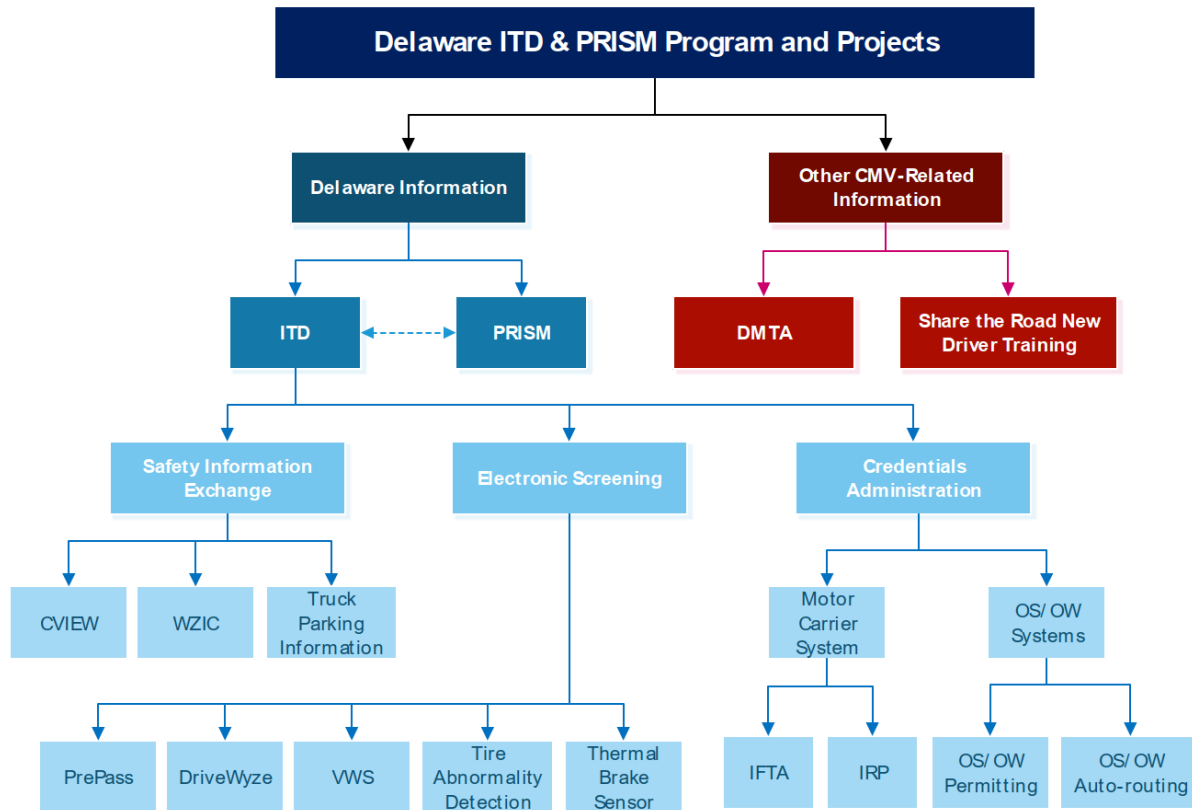 Delaware ITD & PRISM Program and Projects
Delaware Information
Other CMV-Related
Information
ITD
PRISM
DMTA
Share the Road New
Driver Training
Safety Information
Exchange
Electronic Screening
Credentials
Administration
CVIEW
WZIC
Truck
Parking
Information
Motor
Carrier
System
OS/OW
Systems
PrePass
DriveWyze
VWS
Tire
Abnormality
Detection
Thermal
Brake
Sensor
IFTA
IRP
OS/OW
Permitting
OS/OW
Auto-routing